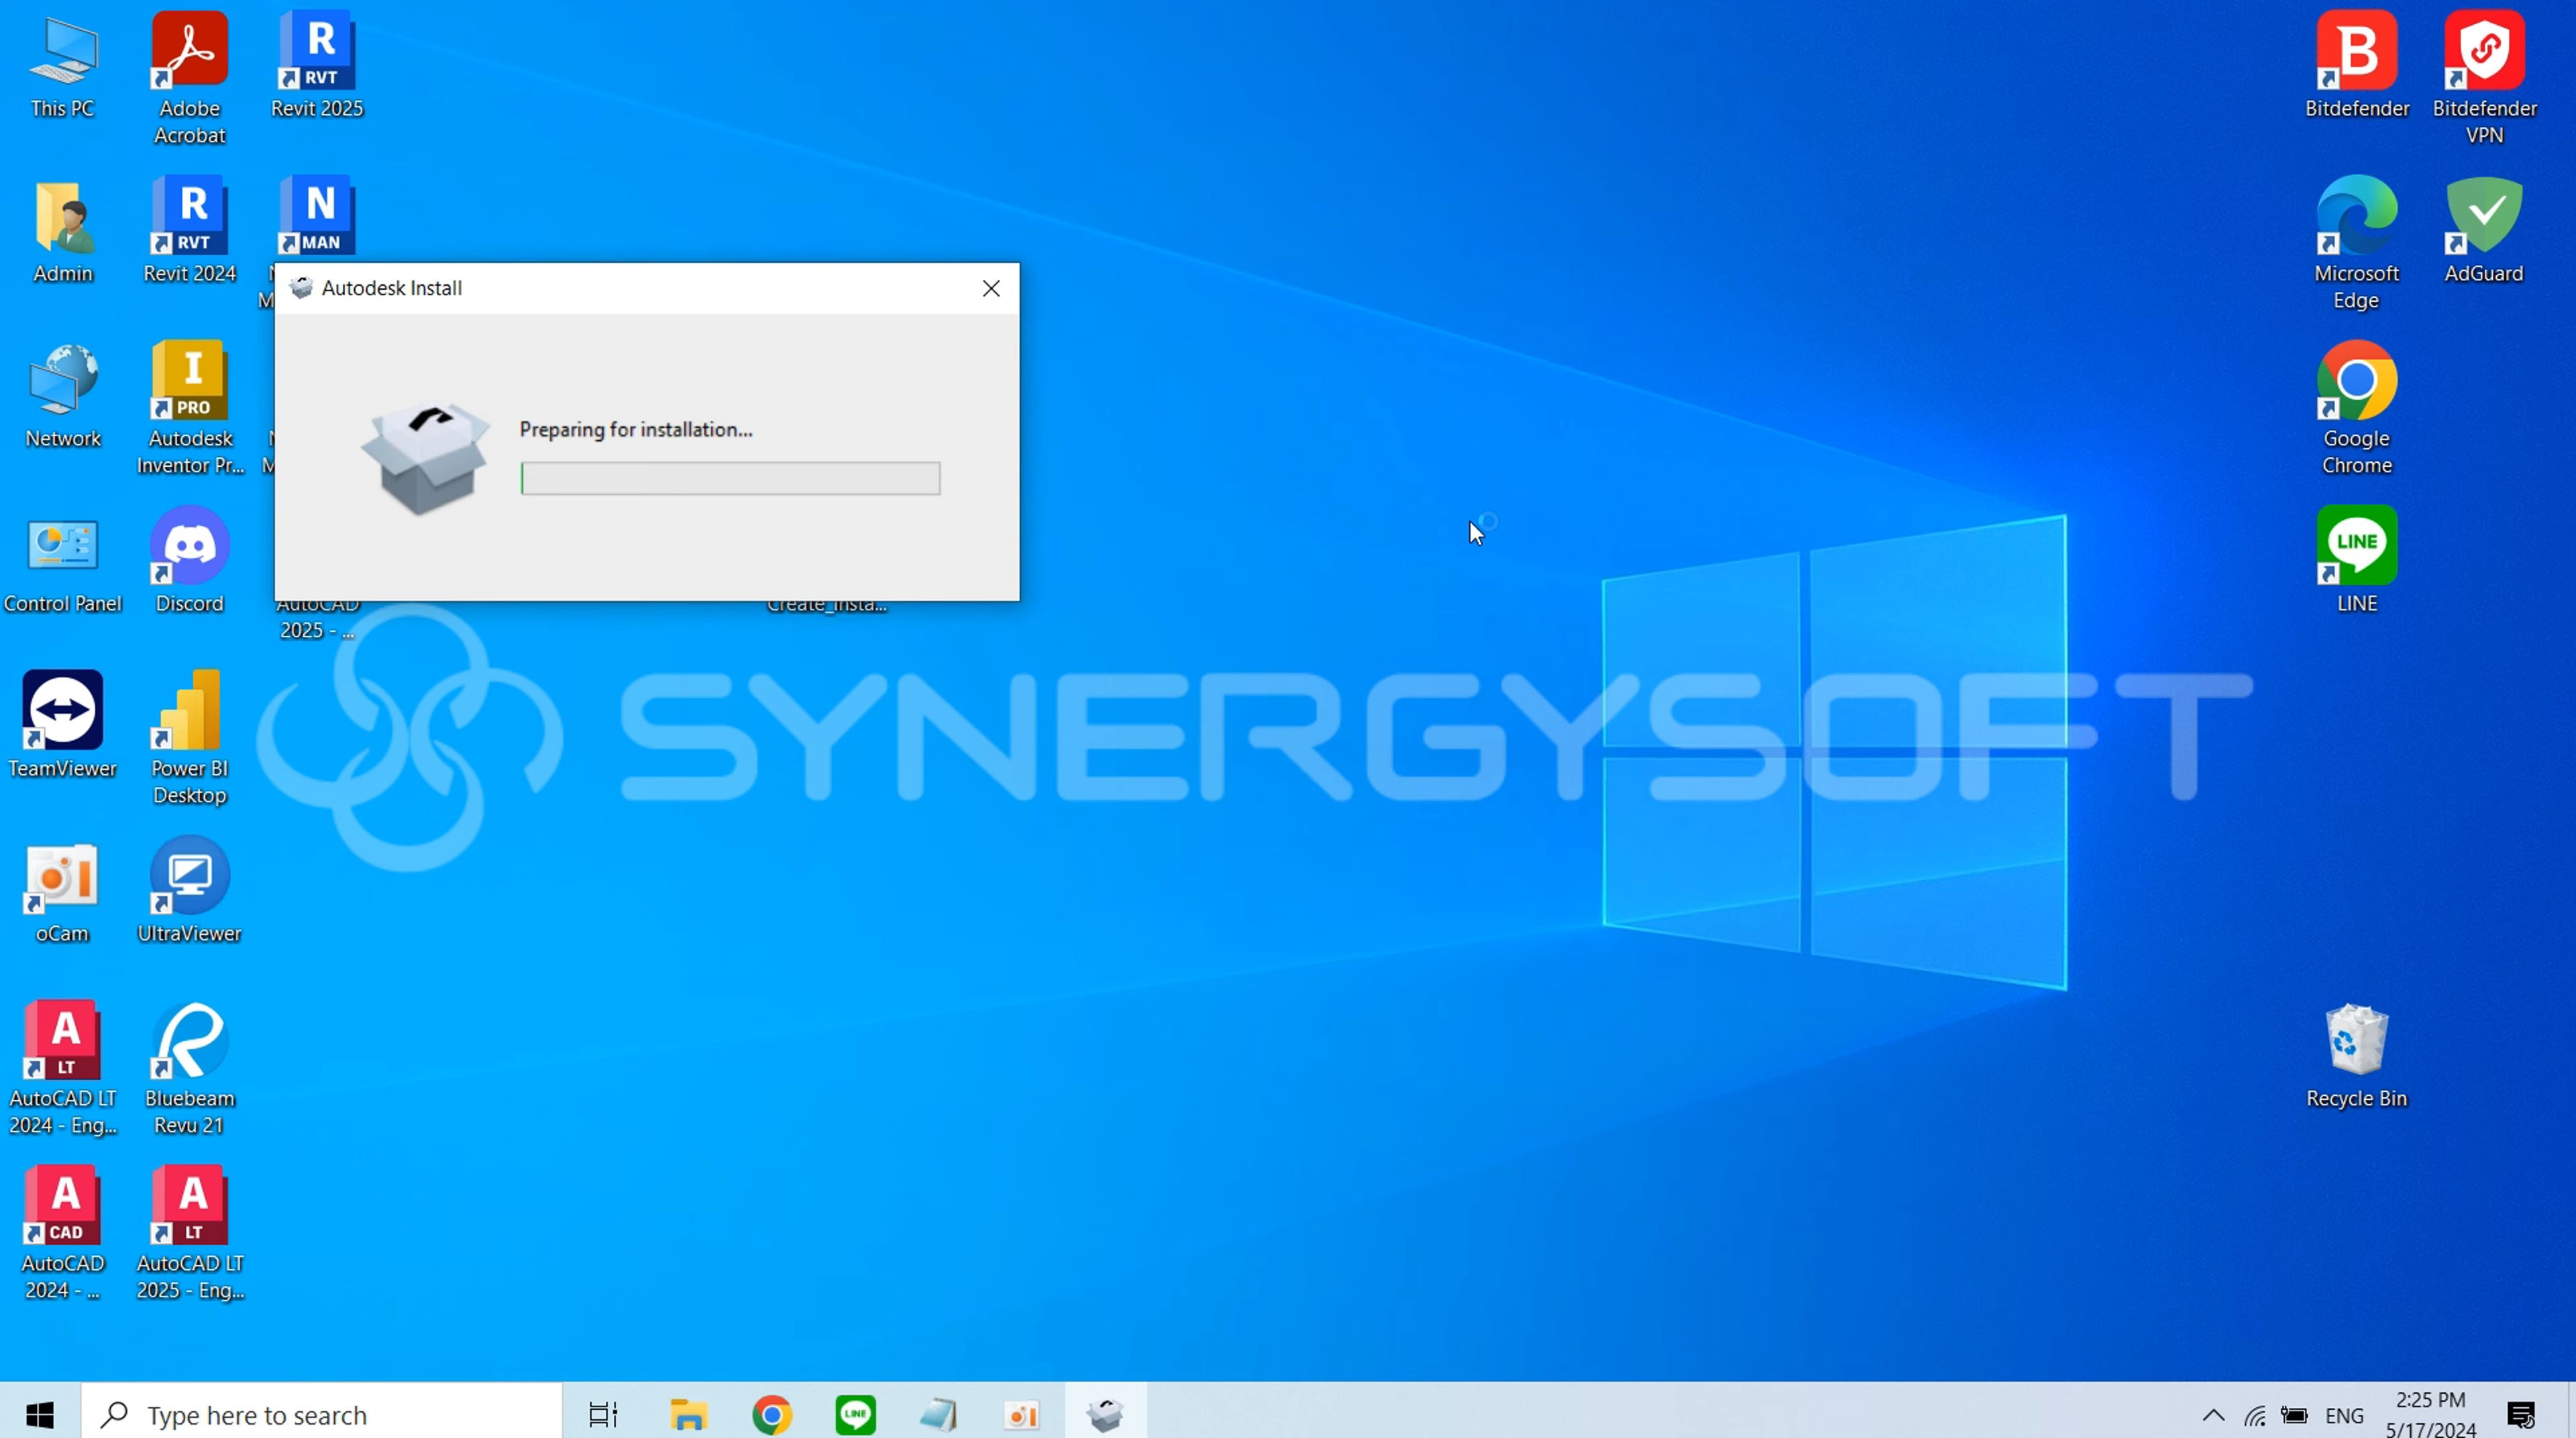 This PC
Adobe
Acrobat
R
RVT
Revit 2025
B
Bitdefender
Bitdefender
VPN
Admin
R
RVT
Revit 2024
N
MAN
Microsoft
Edge
AdGuard
Autodesk Install
Preparing for installation...
Network
I
PRO
Autodesk
Inventor Pr...
Google
Chrome
Control Panel
Discord
AutoCAD
2025 - ...
Create_Insta...
LINE
LINE
SYNERGYSOFT
TeamViewer
Power BI
Desktop
oCam
UltraViewer
A
LT
AutoCAD LT
2024 - Eng...
Bluebeam
Revu 21
Recycle Bin
A
CAD
AutoCAD
2024 - ...
A
LT
AutoCAD LT
2025 - Eng...
Type here to search
LINE
ENG
2:25 PM
5/17/2024